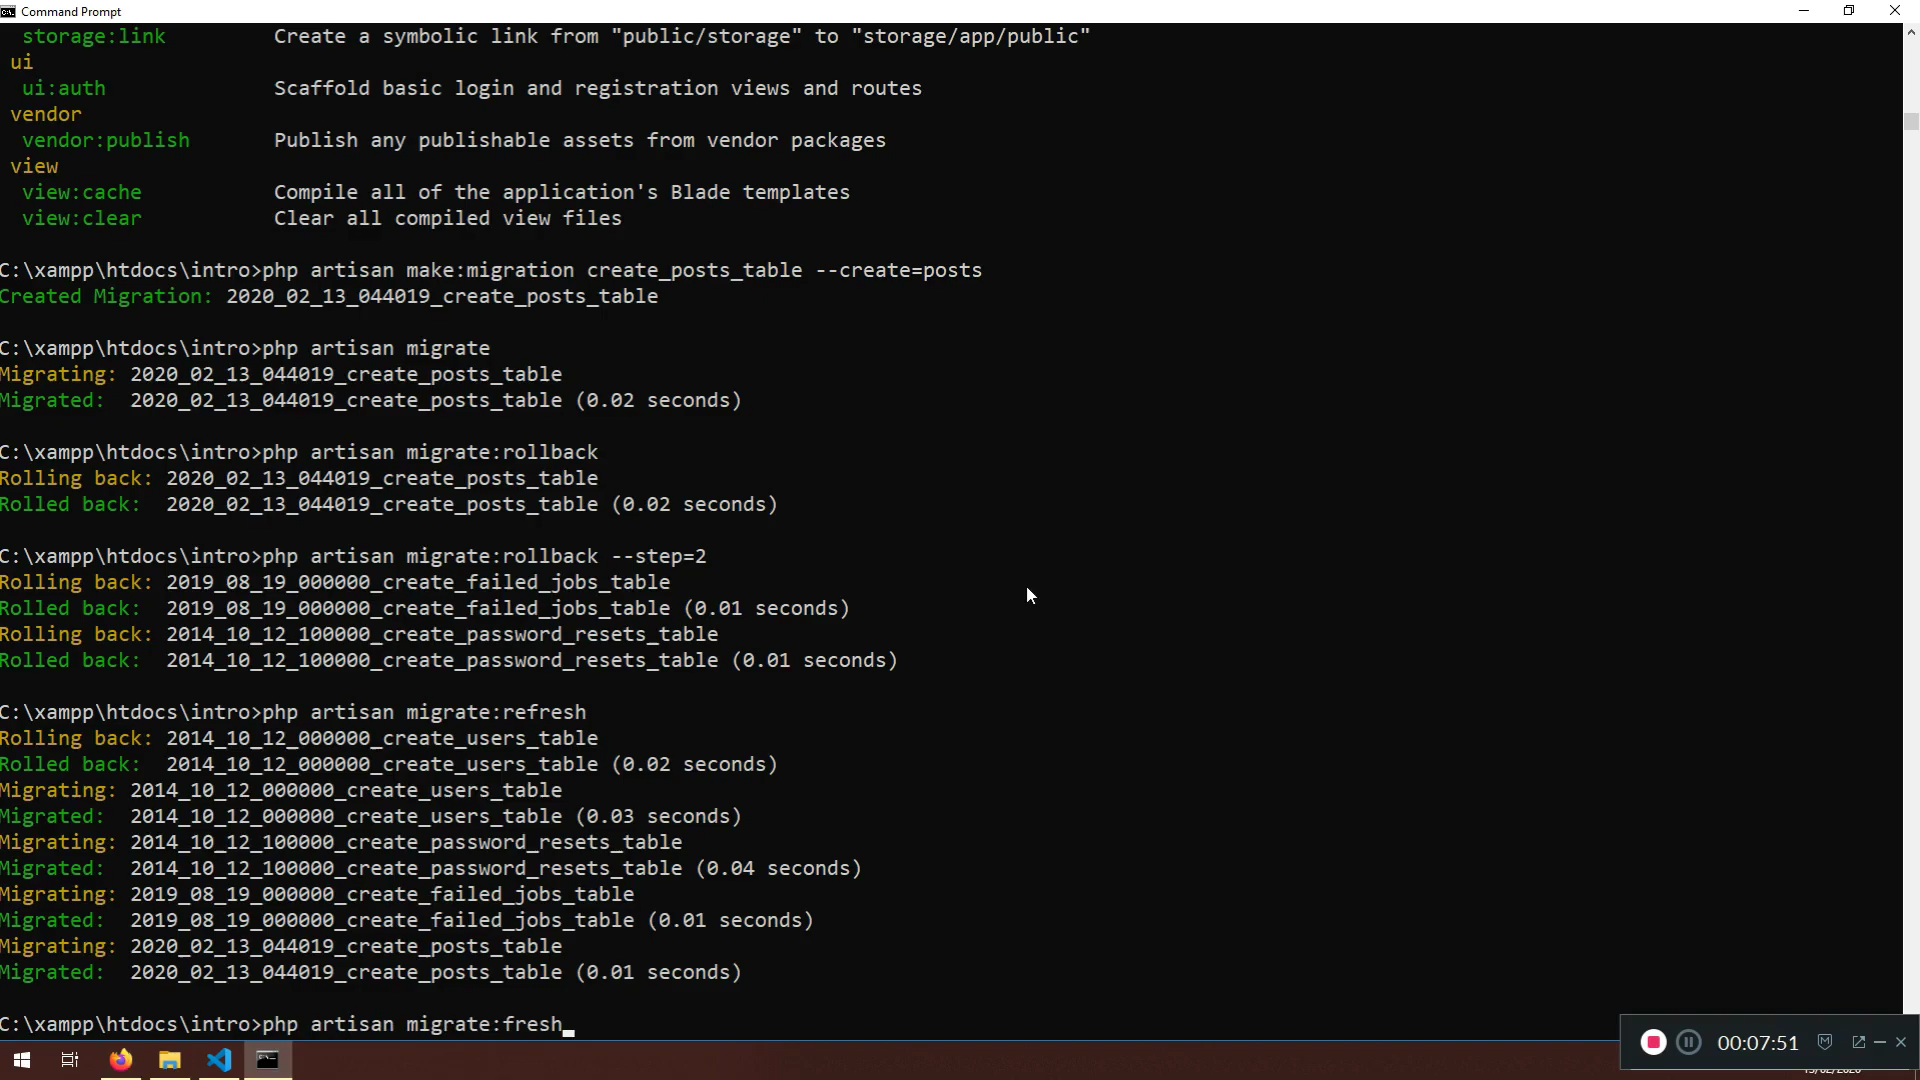 Command Prompt
storage:link Create a symbolic link from "public/storage" to "storage/app/public"
ui
ui:auth Scaffold basic login and registration views and routes
vendor
vendor:publish Publish any publishable assets from vendor packages
view
view:cache Compile all of the application's Blade templates
view:clear Clear all compiled view files
C:\xampp\htdocs\intro>php artisan make:migration create_posts_table --create=posts
Created Migration: 2020_02_13_044019_create_posts_table
C:\xampp\htdocs\intro>php artisan migrate
Migrating: 2020_02_13_044019_create_posts_table
Migrated: 2020_02_13_044019_create_posts_table (0.02 seconds)
C:\xampp\htdocs\intro>php artisan migrate:rollback
Rolling back: 2020_02_13_044019_create_posts_table
Rolled back: 2020_02_13_044019_create_posts_table (0.02 seconds)
C:\xampp\htdocs\intro>php artisan migrate:rollback --step=2
Rolling back: 2019_08_19_000000_create_failed_jobs_table
Rolled back: 2019_08_19_000000_create_failed_jobs_table (0.01 seconds)
Rolling back: 2014_10_12_100000_create_password_resets_table
Rolled back: 2014_10_12_100000_create_password_resets_table (0.01 seconds)
C:\xampp\htdocs\intro>php artisan migrate:refresh
Rolling back: 2014_10_12_000000_create_users_table
Rolled back: 2014_10_12_000000_create_users_table (0.02 seconds)
Migrating: 2014_10_12_000000_create_users_table
Migrated: 2014_10_12_000000_create_users_table (0.03 seconds)
Migrating: 2014_10_12_100000_create_password_resets_table
Migrated: 2014_10_12_100000_create_password_resets_table (0.04 seconds)
Migrating: 2019_08_19_000000_create_failed_jobs_table
Migrated: 2019_08_19_000000_create_failed_jobs_table (0.01 seconds)
Migrating: 2020_02_13_044019_create_posts_table
Migrated: 2020_02_13_044019_create_posts_table (0.01 seconds)
C:\xampp\htdocs\intro>php artisan migrate:fresh
00:07:51